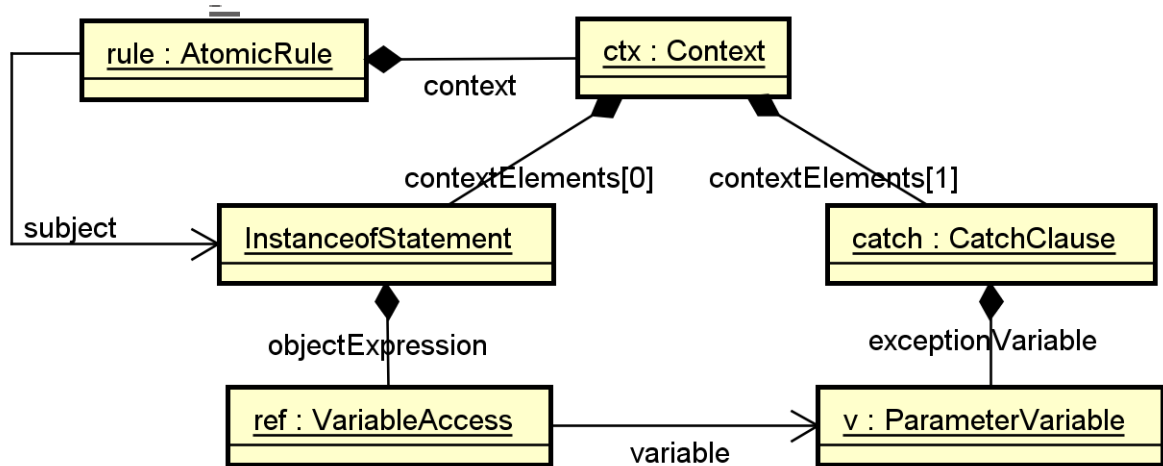 rule : AtomicRule
ctx : Context
context
contextElements[0]
contextElements[1]
subject
InstanceofStatement
catch : CatchClause
objectExpression
exceptionVariable
ref : VariableAccess
v : ParameterVariable
variable